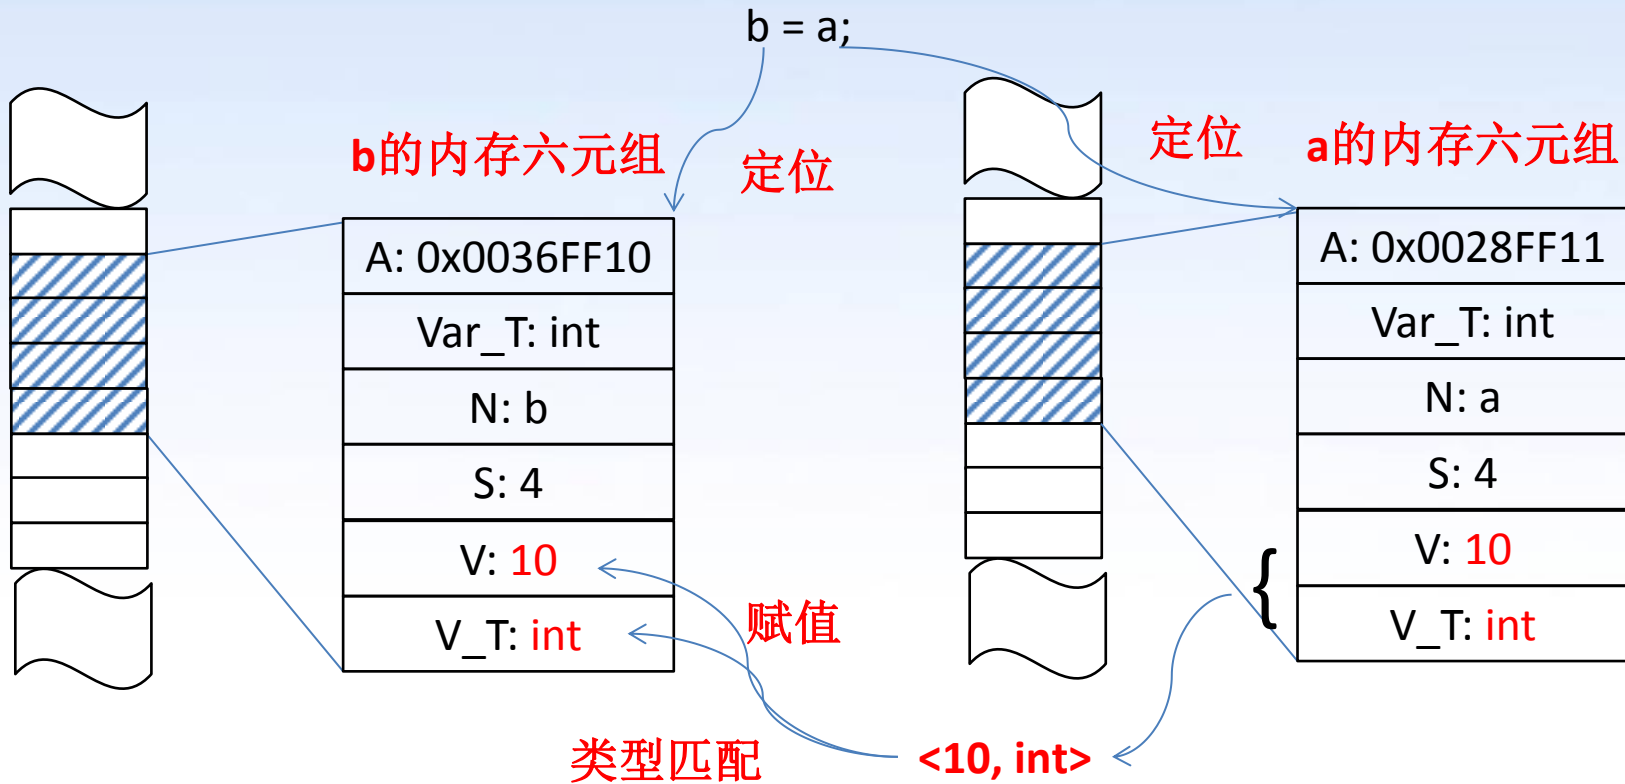 b = a;
b的内存六元组
定位
A: 0x0036FF10
Var_T: int
N: b
S: 4
V: 10
V_T: int
赋值
类型匹配
<10, int>
定位
a的内存六元组
A: 0x0028FF11
Var_T: int
N: a
S: 4
V: 10
V_T: int
{